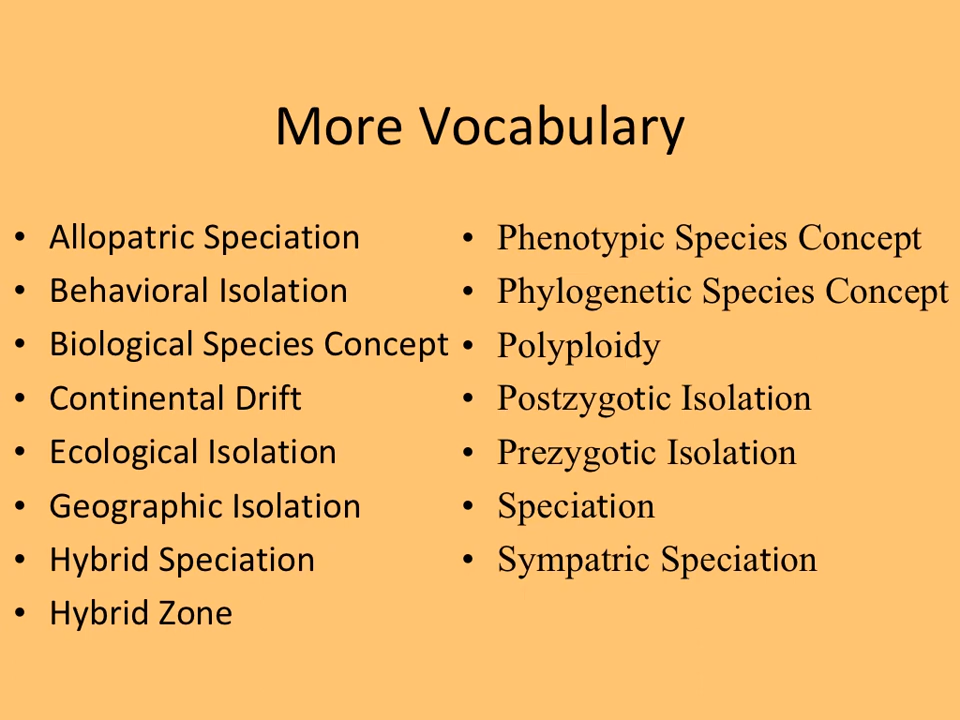 More Vocabulary
• Allopatric Speciation
• Behavioral Isolation
• Biological Species Concept
• Continental Drift
• Ecological Isolation
• Geographic Isolation
• Hybrid Speciation
• Hybrid Zone
• Phenotypic Species Concept
• Phylogenetic Species Concept
• Polyploidy
• Postzygotic Isolation
• Prezygotic Isolation
• Speciation
• Sympatric Speciation